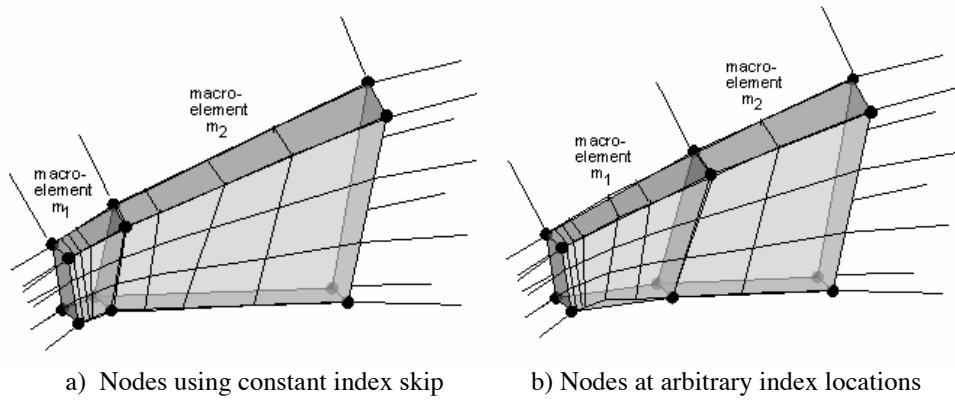 macro-
element
m2
macro-
element
m1
macro-
element
m2
macro-
element
m1
a) Nodes using constant index skip
b) Nodes at arbitrary index locations